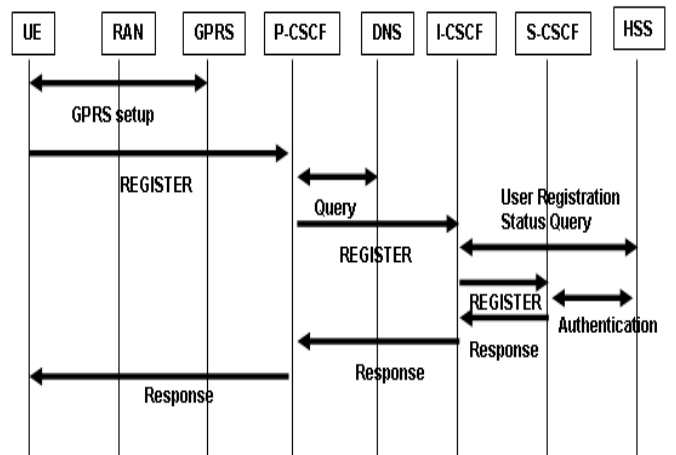 UE
RAN
GPRS
P-CSCF
DNS
I-CSCF
S-CSCF
HSS
GPRS setup
REGISTER
Query
User Registration
Status Query
REGISTER
REGISTER
Authentication
Response
Response
Response